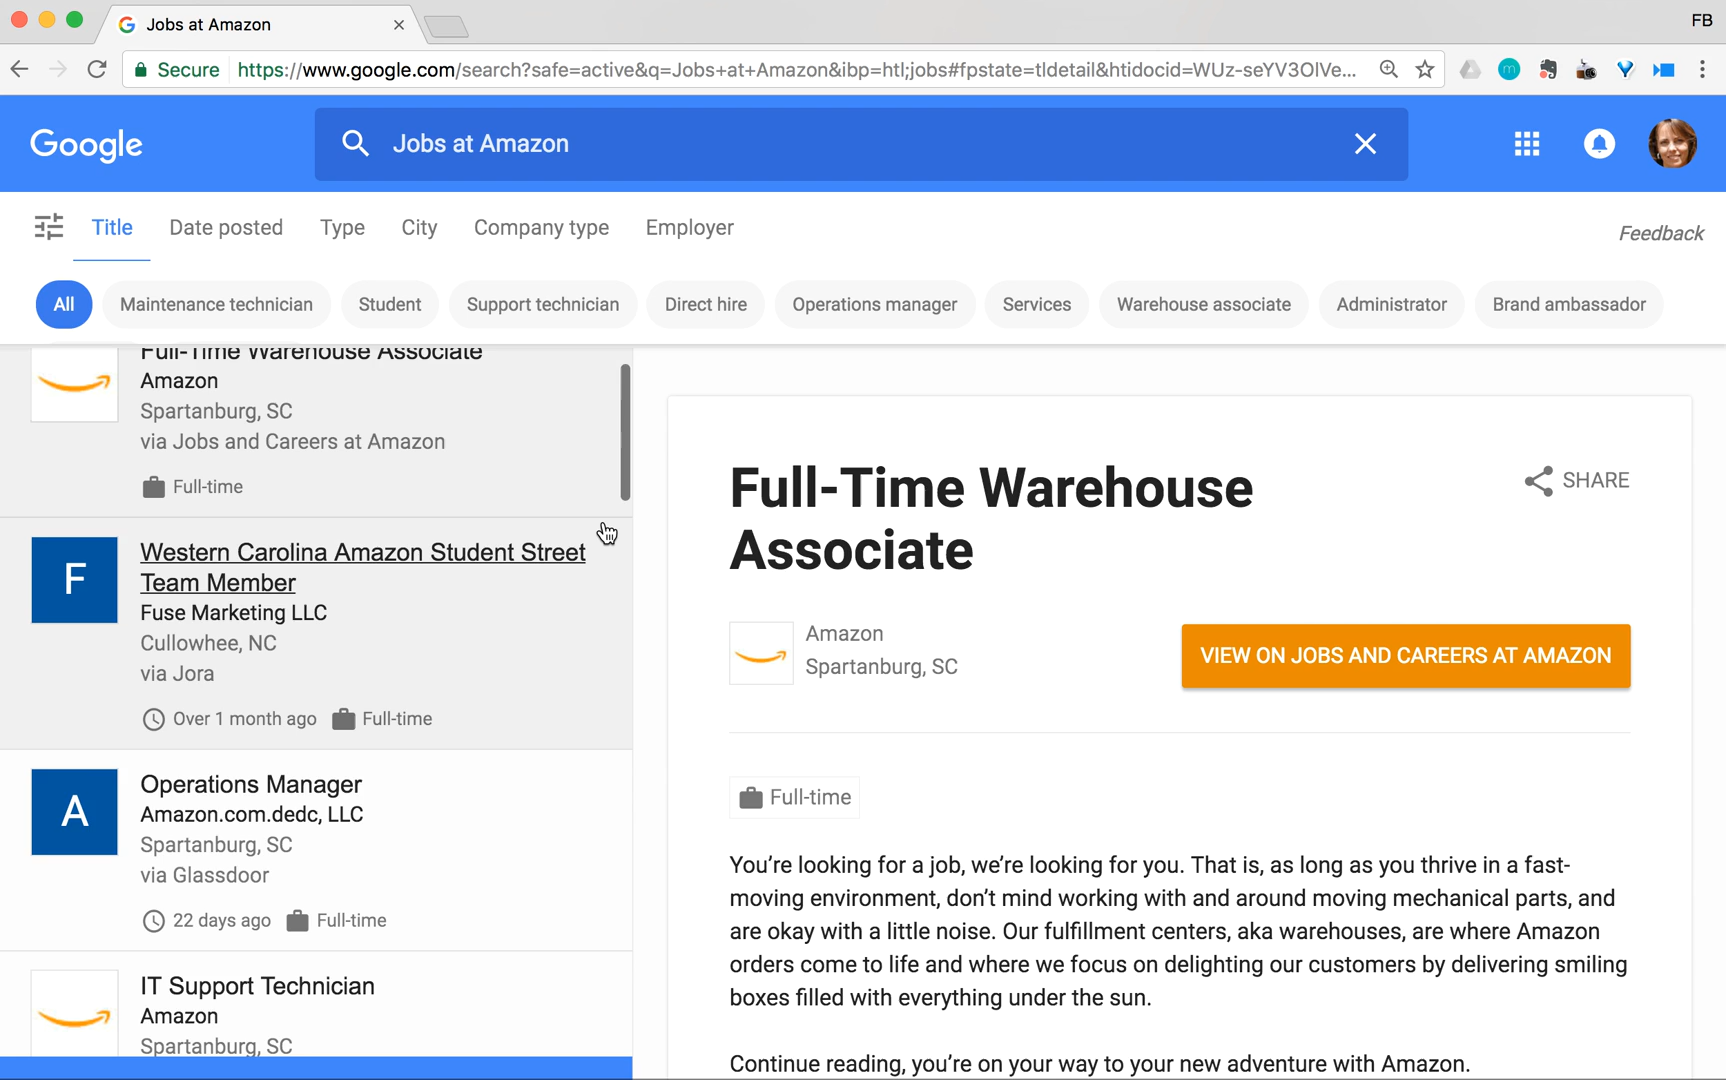 Jobs at Amazon
FB
Secure https://www.google.com/search?safe=active&q=Jobs+at+Amazon&ibp=htl;jobs#fpstate=tldetail&htidocid=WUz-seYV3OlVe...
m
Google
Jobs at Amazon
Title Date posted Type City Company type Employer
Feedback
All Maintenance technician Student Support technician Direct hire Operations manager Services Warehouse associate Administrator Brand ambassador
Full-Time Warehouse Associate
Amazon
Spartanburg, SC
via Jobs and Careers at Amazon
Full-time
F
Western Carolina Amazon Student Street
Team Member
Fuse Marketing LLC
Cullowhee, NC
via Jora
Over 1 month ago Full-time
A
Operations Manager
Amazon.com.dedc, LLC
Spartanburg, SC
via Glassdoor
22 days ago Full-time
IT Support Technician
Amazon
Spartanburg, SC
Full-Time Warehouse
Associate
SHARE
Amazon
Spartanburg, SC
VIEW ON JOBS AND CAREERS AT AMAZON
Full-time
You're looking for a job, we're looking for you. That is, as long as you thrive in a fast-
moving environment, don't mind working with and around moving mechanical parts, and
are okay with a little noise. Our fulfillment centers, aka warehouses, are where Amazon
orders come to life and where we focus on delighting our customers by delivering smiling
boxes filled with everything under the sun.
Continue reading, you're on your way to your new adventure with Amazon.